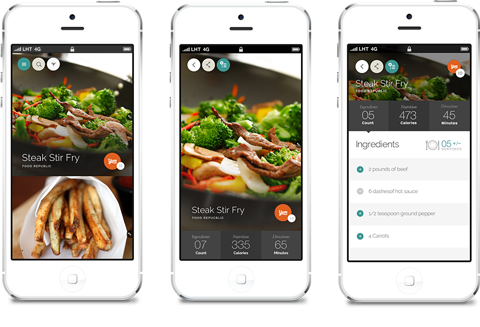 LHT 4G
Steak Stir Fry
FOOD REPUBLIC
Yum
LHT 4G
Steak Stir Fry
FOOD REPUBLIC
Yum
Ingredients
07
Count
Nutrition
335
Calories
Directions
65
Minutes
LHT 4G
Steak Stir Fry
FOOD REPUBLIC
Yum
Ingredients
05
Count
Nutrition
473
Calories
Directions
45
Minutes
Ingredients
05 +/-
SERVINGS
2 pounds of beef
6 dashesof hot sauce
1/2 teaspoon ground pepper
4 Carrots